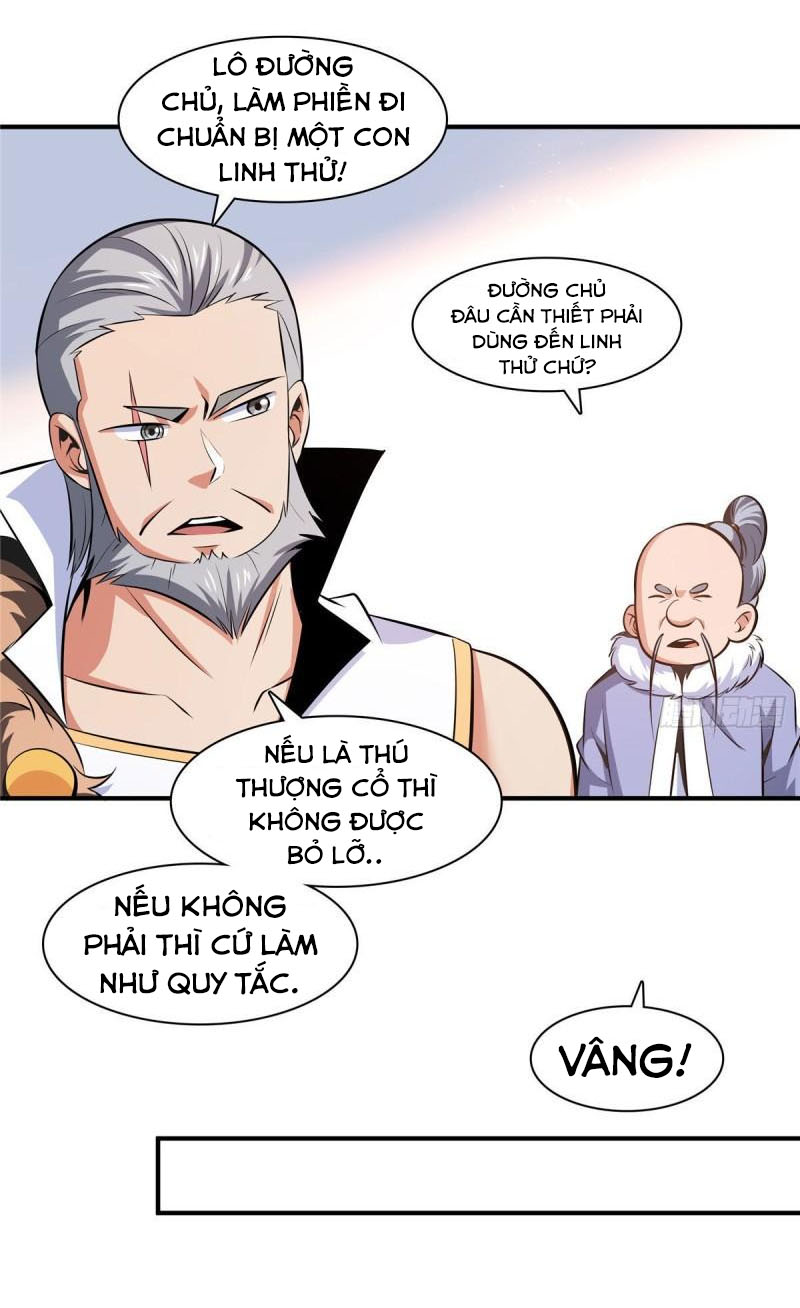 LÔ ĐƯỜNG
CHỦ, LÀM PHIỀN ĐI
CHUẨN BỊ MỘT CON
LINH THỬ!
ĐƯỜNG CHỦ
ĐÂU CẦN THIẾT PHẢI
DÙNG ĐẾN LINH
THỬ CHỨ?
NẾU LÀ THÚ
THƯỢNG CỔ THÌ
KHÔNG ĐƯỢC
BỎ LỠ..
NẾU KHÔNG
PHẢI THÌ CỨ LÀM
NHƯ QUY TẮC.
VÂNG!